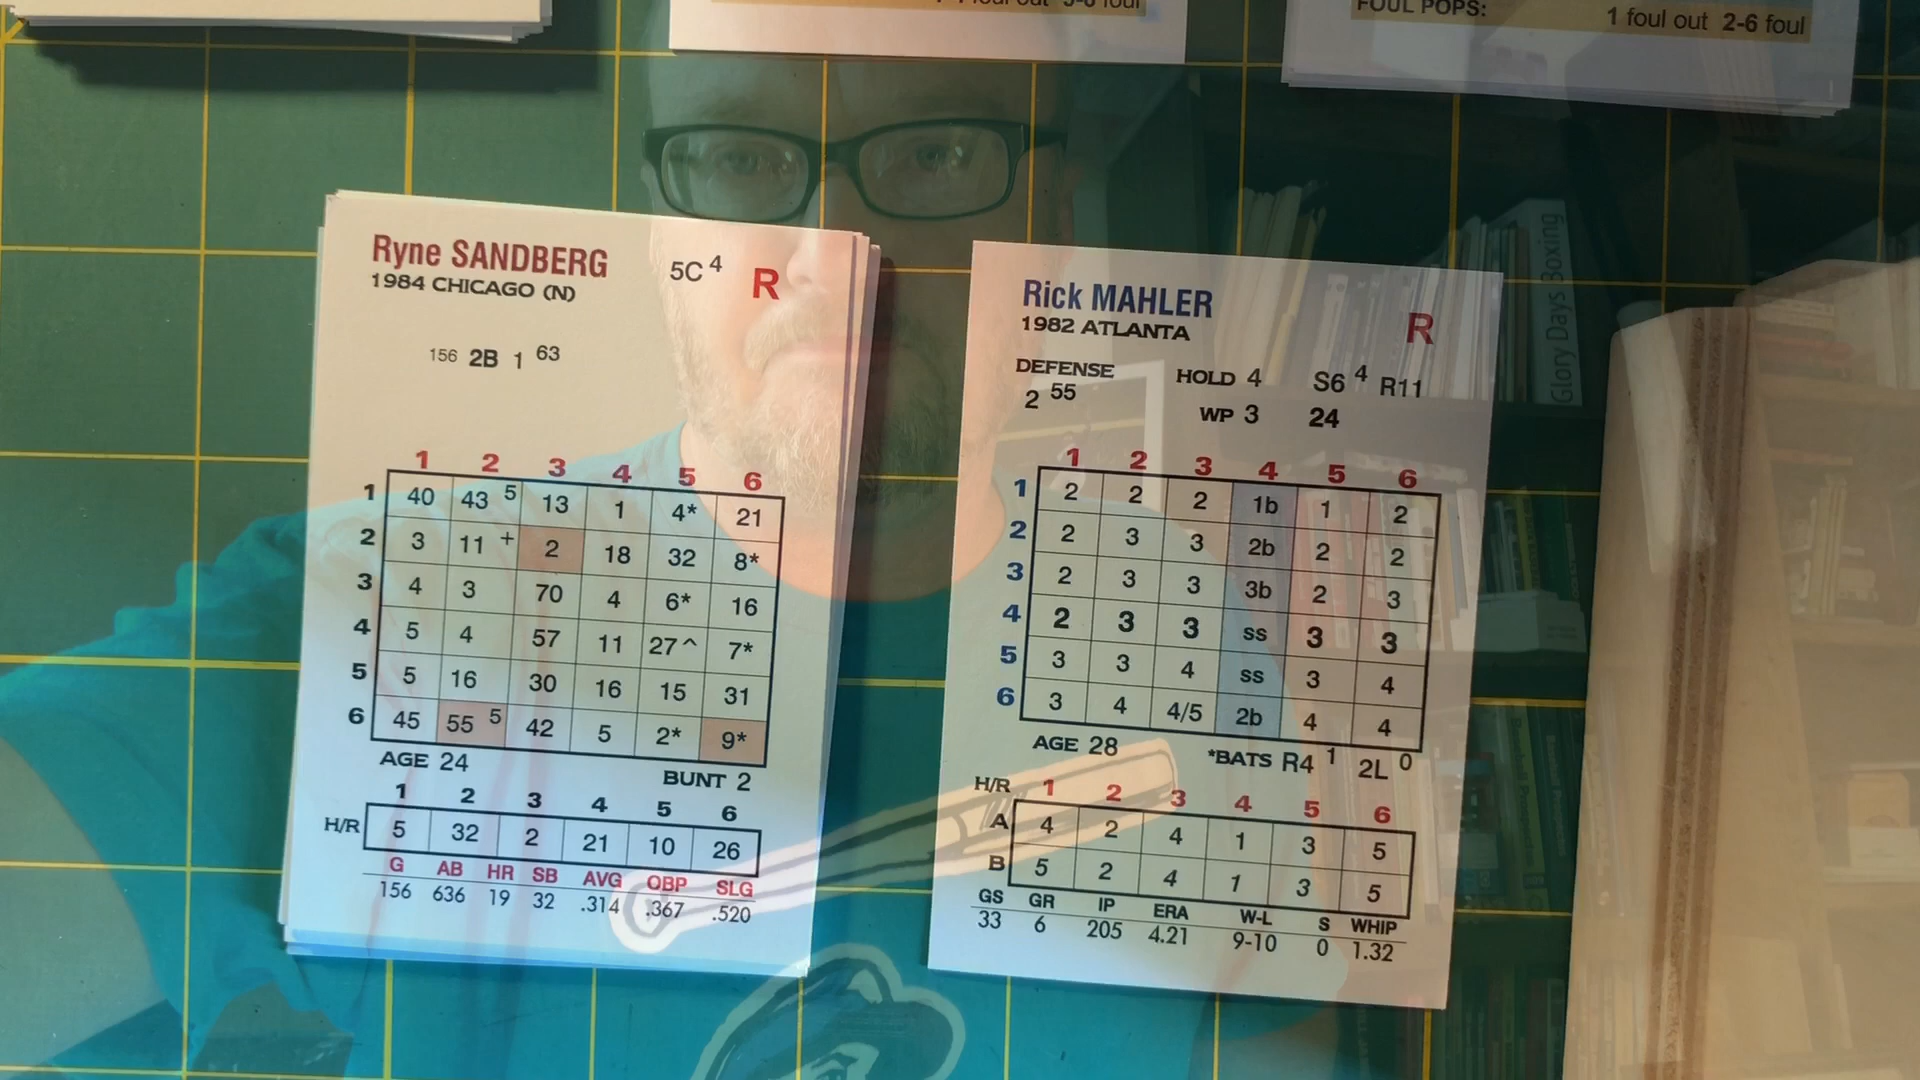 1 foul out 2-6 foul
FOUL POPS:
Ryne SANDBERG
1984 CHICAGO (N)
5C 4 R
156 2B 1 63
1 2 3 4 5 6
1 40 43 5 13 1 4* 21
2 3 11 + 2 18 32 8*
3 4 3 70 4 6* 16
4 5 4 57 11 27^ 7*
5 5 16 30 16 15 31
6 45 55 5 42 5 2* 9*
AGE 24
BUNT 2
1 2 3 4 5 6
H/R 5 32 2 21 10 26
G AB HR SB AVG OBP SLG
156 636 19 32 .314 .367 .520
Rick MAHLER
1982 ATLANTA
R
DEFENSE
2 55
HOLD 4
S6 4 R11
WP 3
24
1 2 3 4 5 6
1 2 2 2 1b 1 2
2 2 3 3 2b 2 2
3 2 3 3 3b 2 3
4 2 3 3 ss 3 3
5 3 3 4 ss 3 4
6 3 4 4/5 2b 4 4
AGE 28
*BATS R4 1 2L 0
H/R 1 2 3 4 5 6
A 4 2 4 1 3 5
B 5 2 4 1 3 5
GS GR IP ERA W-L S WHIP
33 6 205 4.21 9-10 0 1.32
Glory Days Boxing